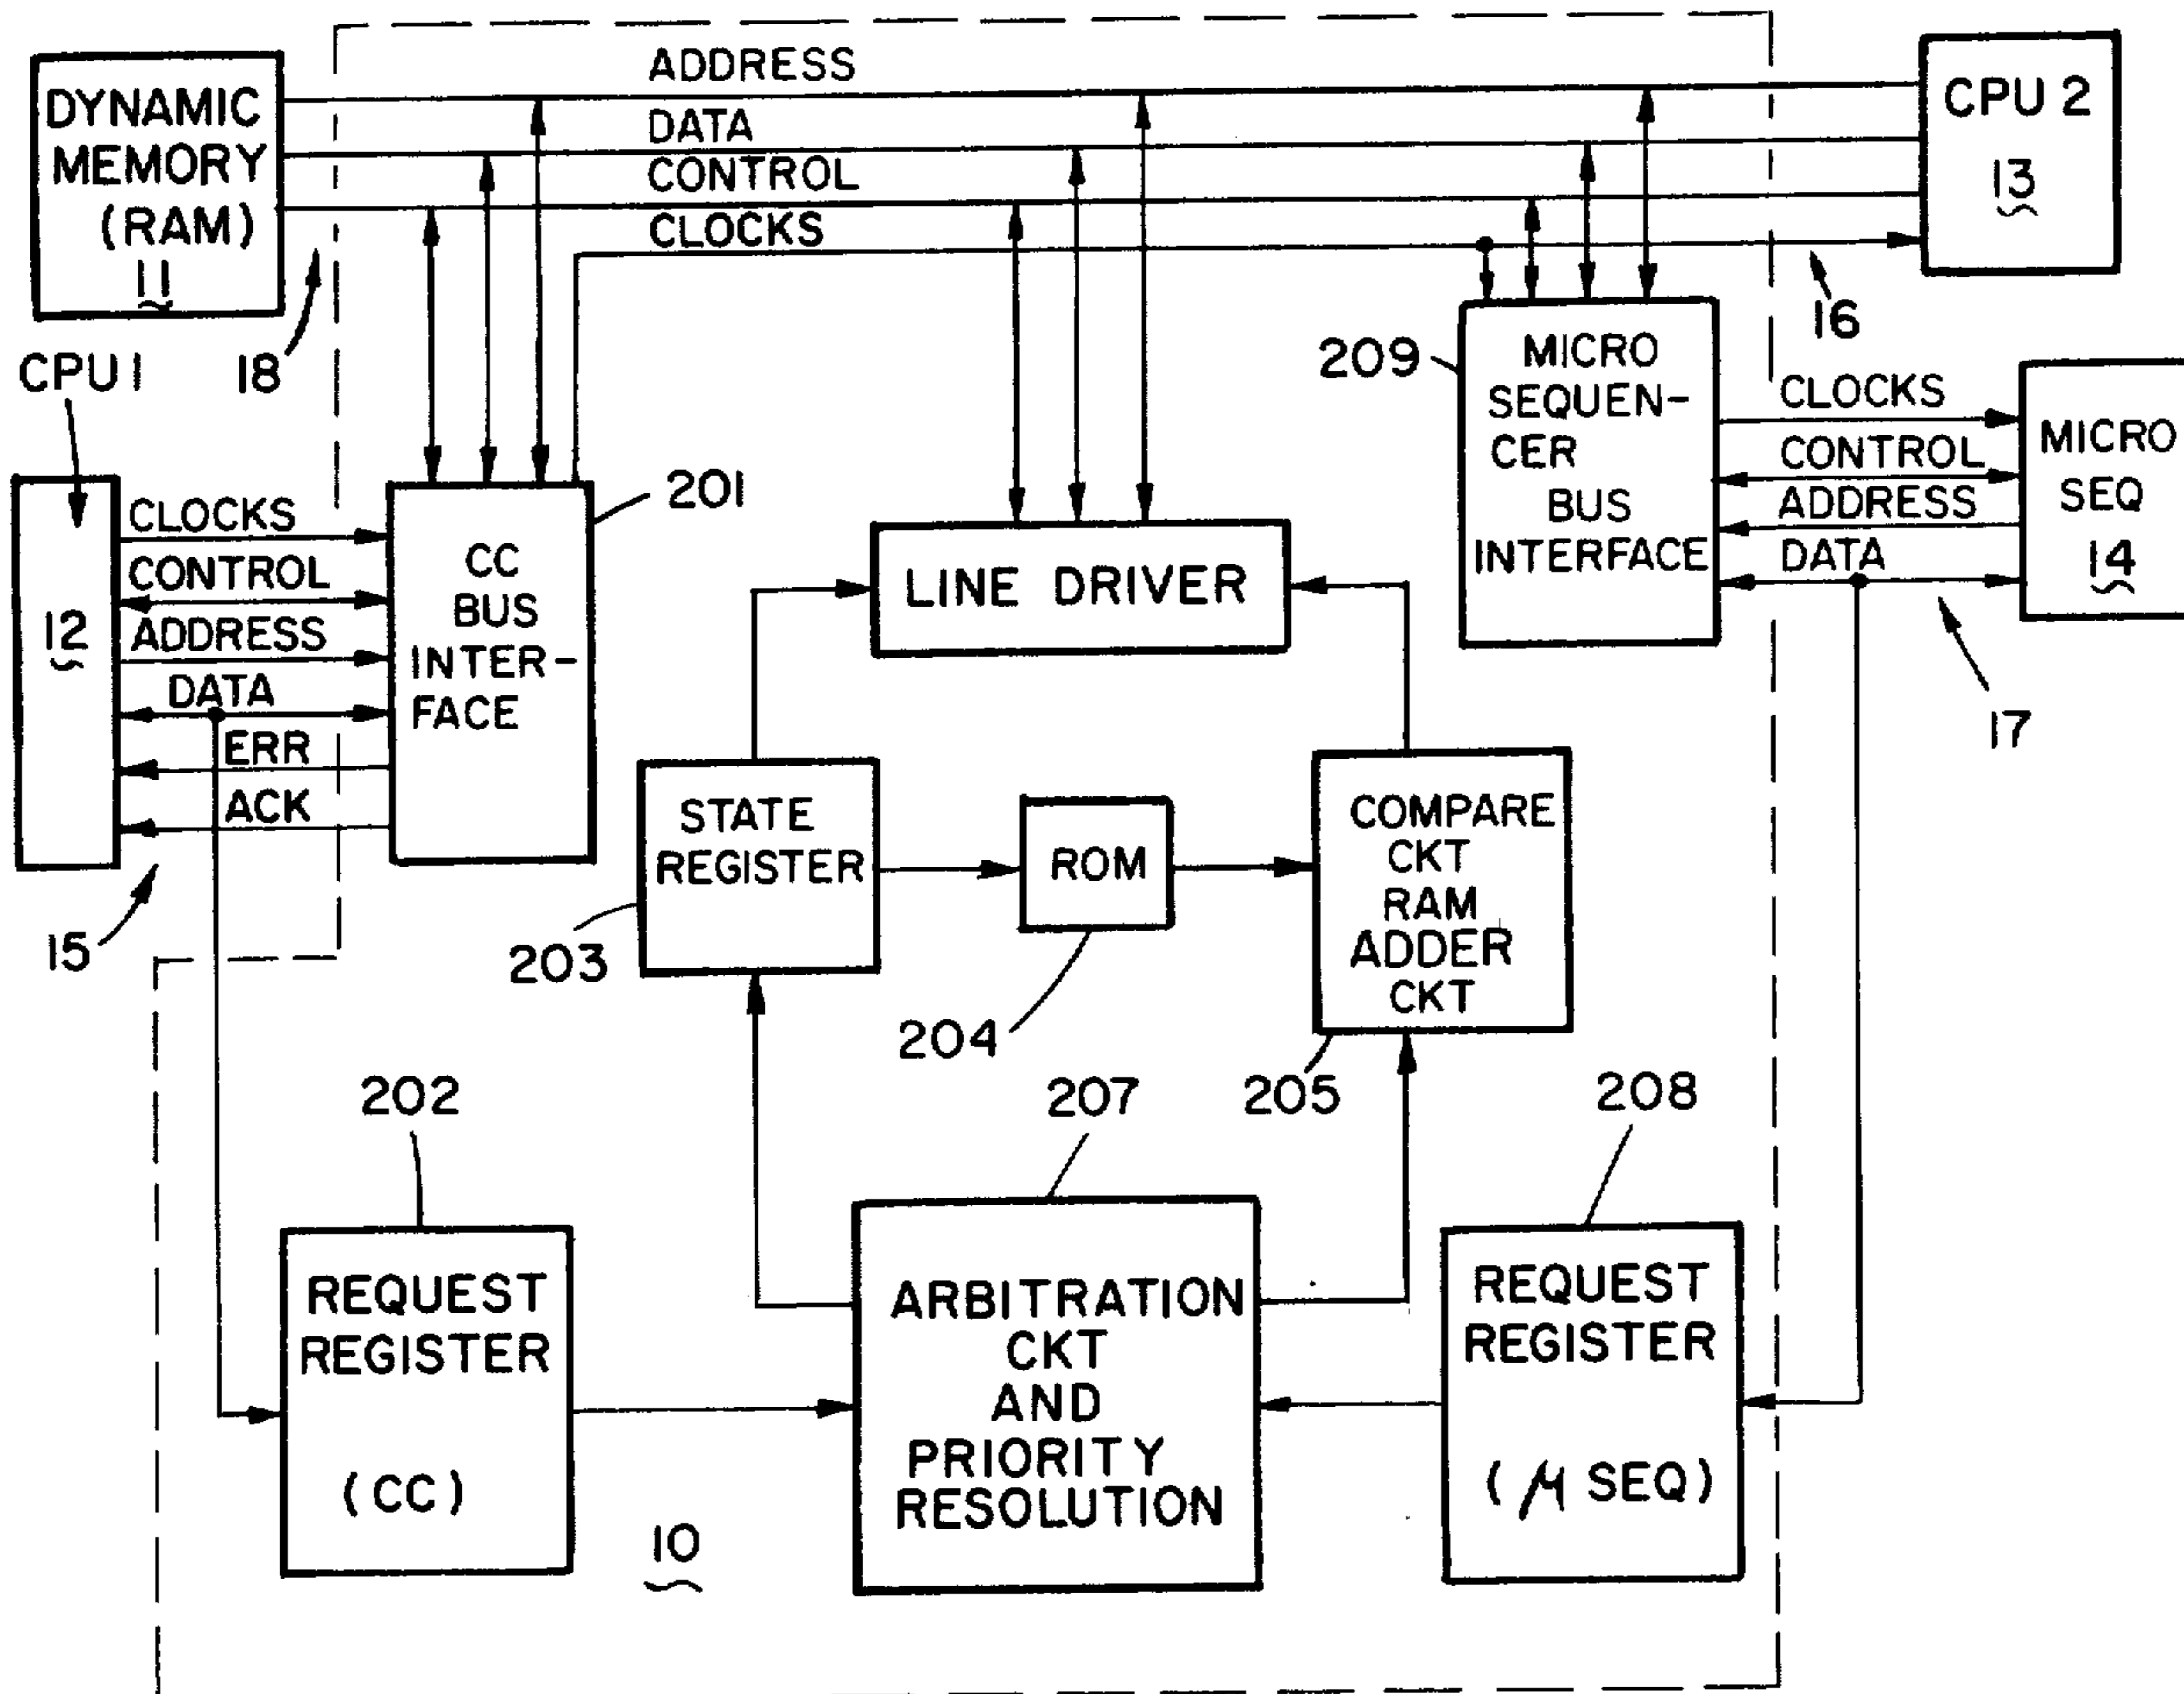 ADDRESS
DATA
CONTROL
CLOCKS
DYNAMIC
MEMORY
(RAM)
11
CPU 2
13
18
16
CPU 1
12
CLOCKS
CONTROL
ADDRESS
DATA
ERR
ACK
15
201
CC
BUS
INTER-
FACE
LINE DRIVER
209
MICRO
SEQUEN-
CER
BUS
INTERFACE
CLOCKS
CONTROL
ADDRESS
DATA
MICRO
SEQ
14
17
STATE
REGISTER
203
ROM
204
COMPARE
CKT
RAM
ADDER
CKT
205
202
REQUEST
REGISTER
(CC)
10
207
ARBITRATION
CKT
AND
PRIORITY
RESOLUTION
208
REQUEST
REGISTER
(μ SEQ)